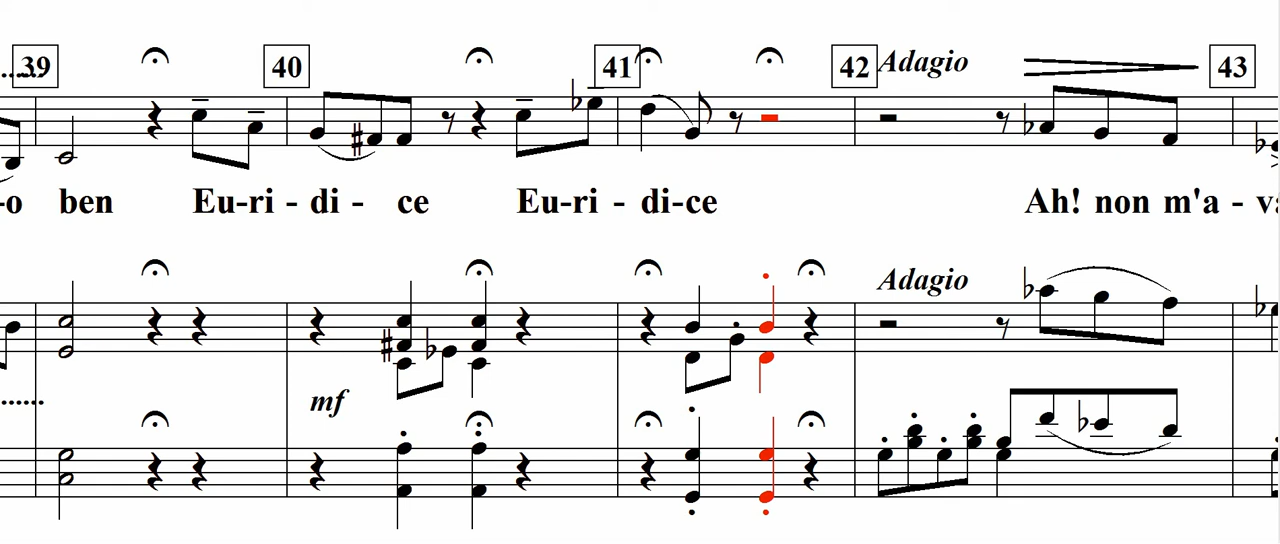 39 40 41 42 Adagio 43
-o ben Eu-ri - di - ce Eu-ri - di-ce Ah! non m'a - va
Adagio
mf